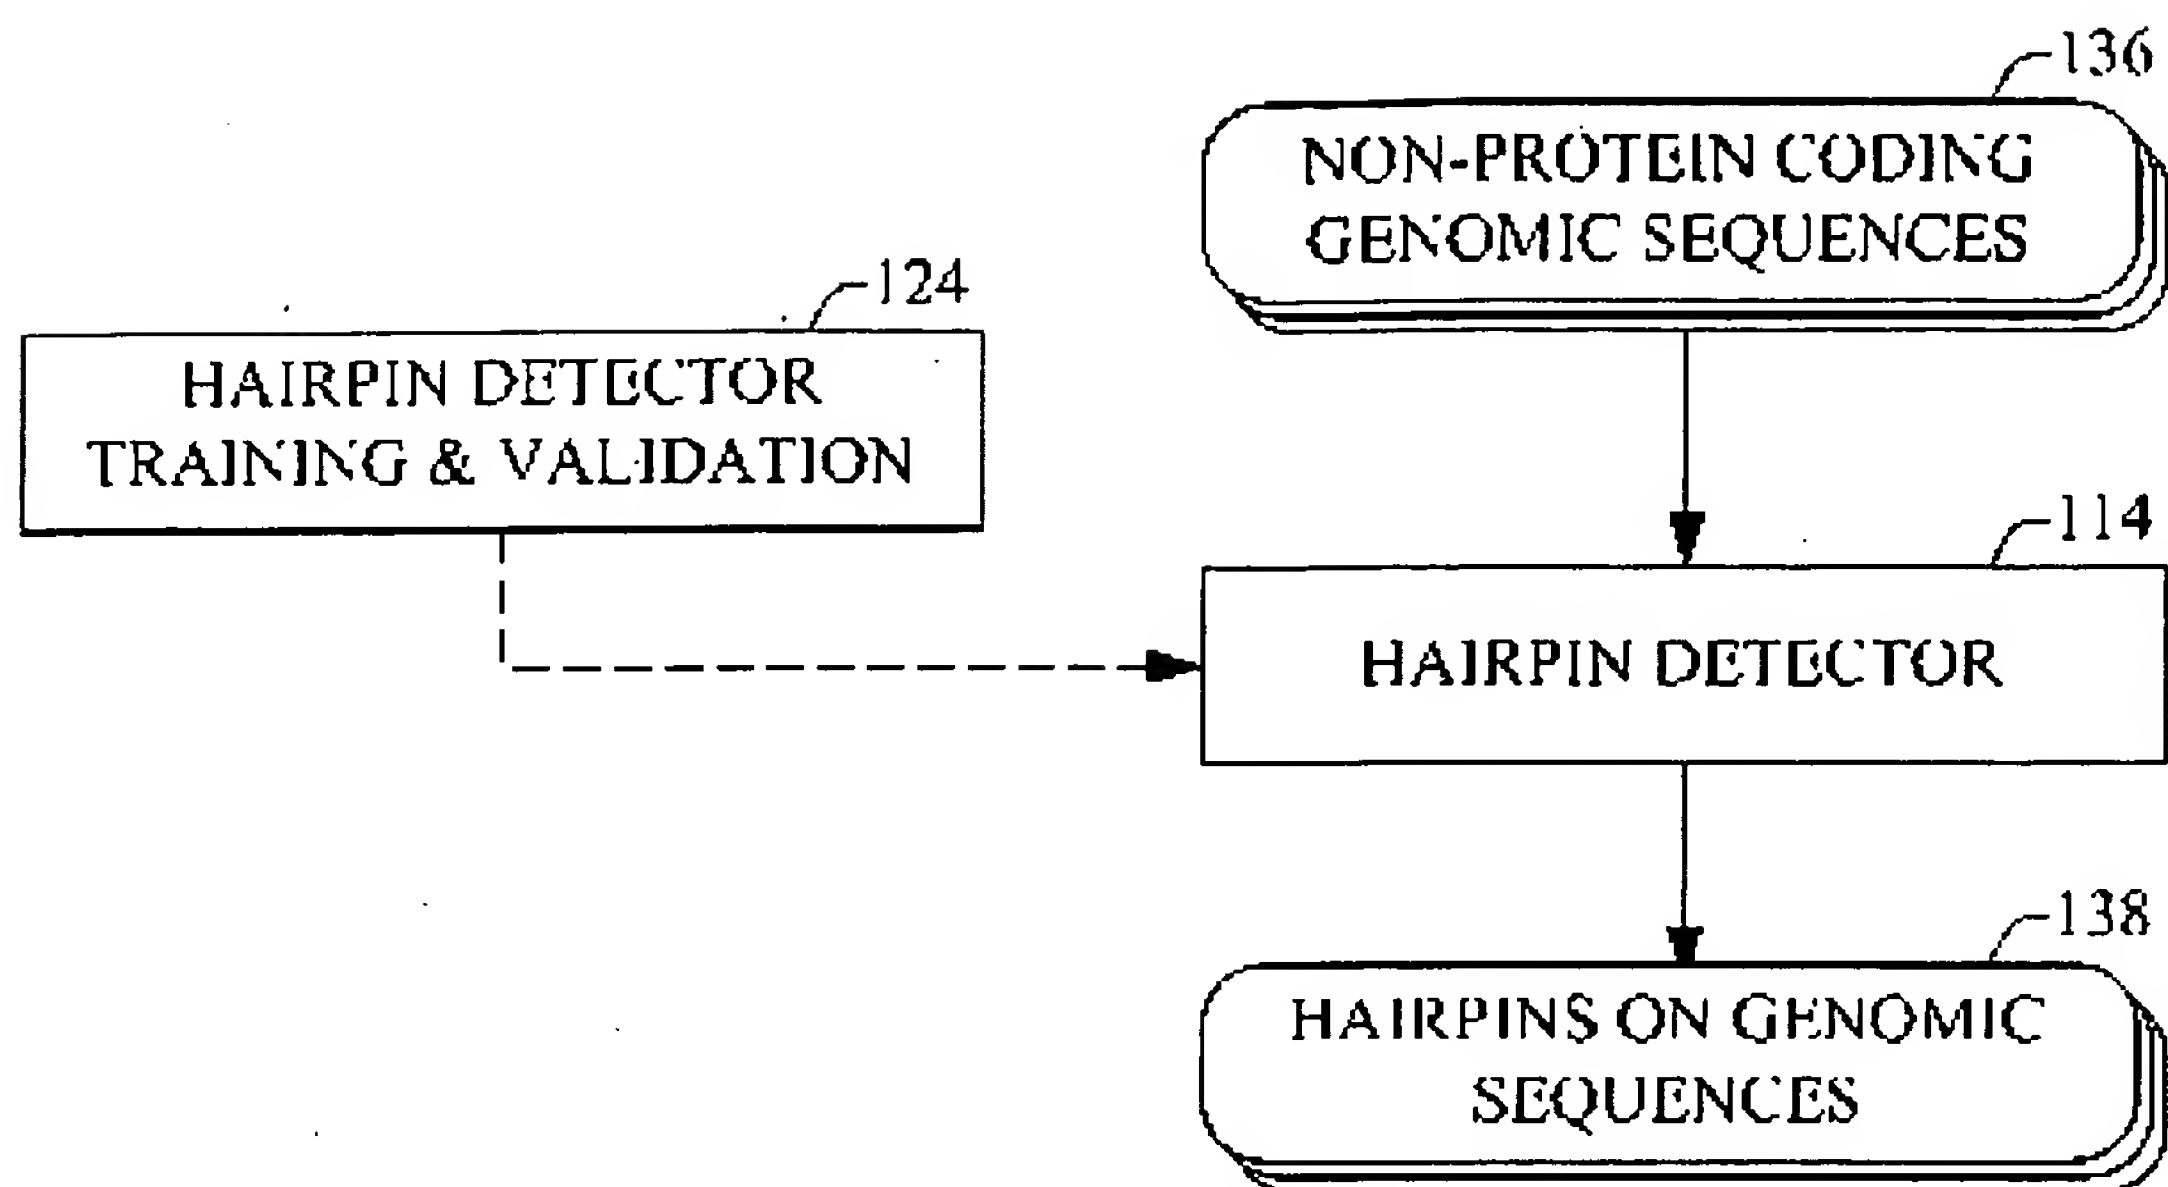 136
NON-PROTEIN CODING
GENOMIC SEQUENCES
124
HAIRPIN DETECTOR
TRAINING & VALIDATION
114
HAIRPIN DETECTOR
138
HAIRPINS ON GENOMIC
SEQUENCES